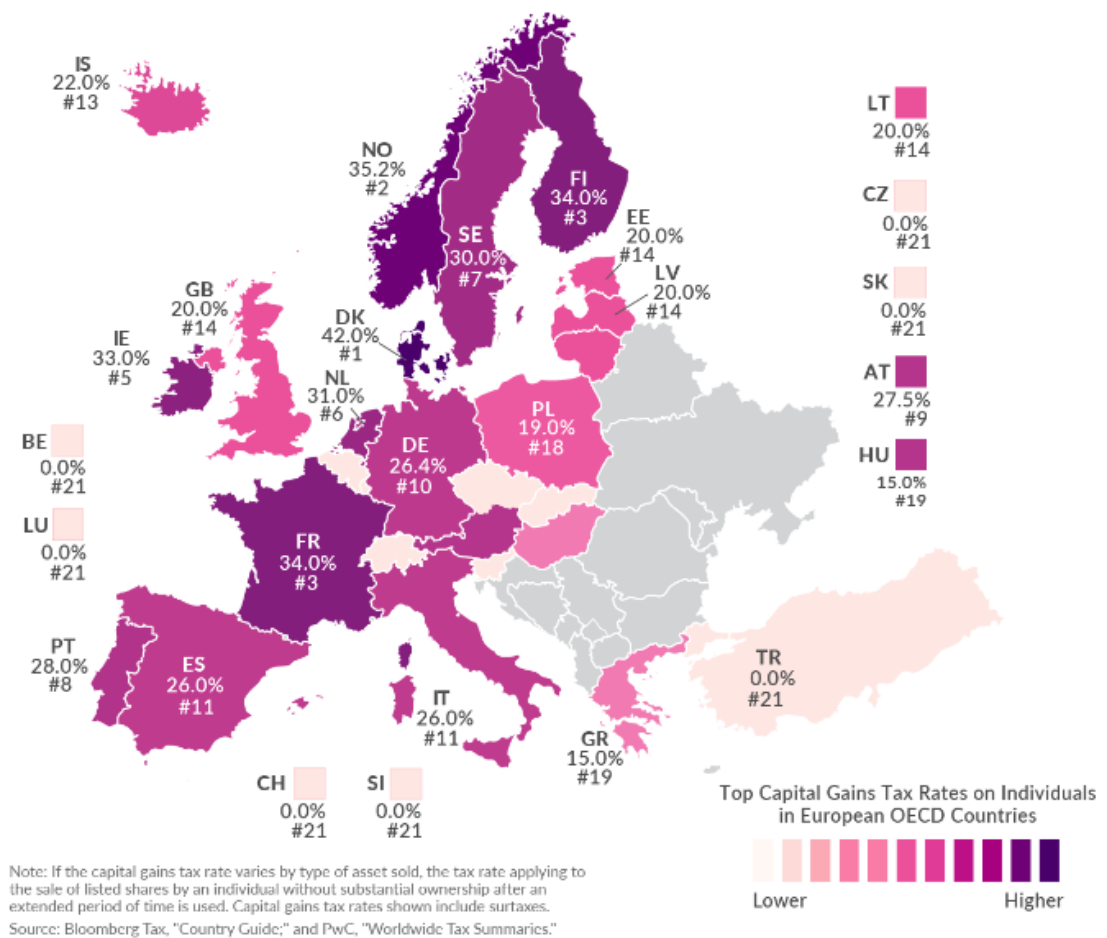 IS
22.0%
#13
NO
35.2%
#2
FI
34.0%
#3
SE
30.0%
#7
EE
20.0%
#14
LV
20.0%
#14
LT
20.0%
#14
CZ
0.0%
#21
SK
0.0%
#21
AT
27.5%
#9
HU
15.0%
#19
GB
20.0%
#14
IE
33.0%
#5
DK
42.0%
#1
NL
31.0%
#6
BE
0.0%
#21
LU
0.0%
#21
DE
26.4%
#10
PL
19.0%
#18
FR
34.0%
#3
PT
28.0%
#8
ES
26.0%
#11
IT
26.0%
#11
GR
15.0%
#19
TR
0.0%
#21
CH
0.0%
#21
SI
0.0%
#21
Top Capital Gains Tax Rates on Individuals
in European OECD Countries
Lower
Higher
Note: If the capital gains tax rate varies by type of asset sold, the tax rate applying to
the sale of listed shares by an individual without substantial ownership after an
extended period of time is used. Capital gains tax rates shown include surtaxes.
Source: Bloomberg Tax, "Country Guide;" and PwC, "Worldwide Tax Summaries."